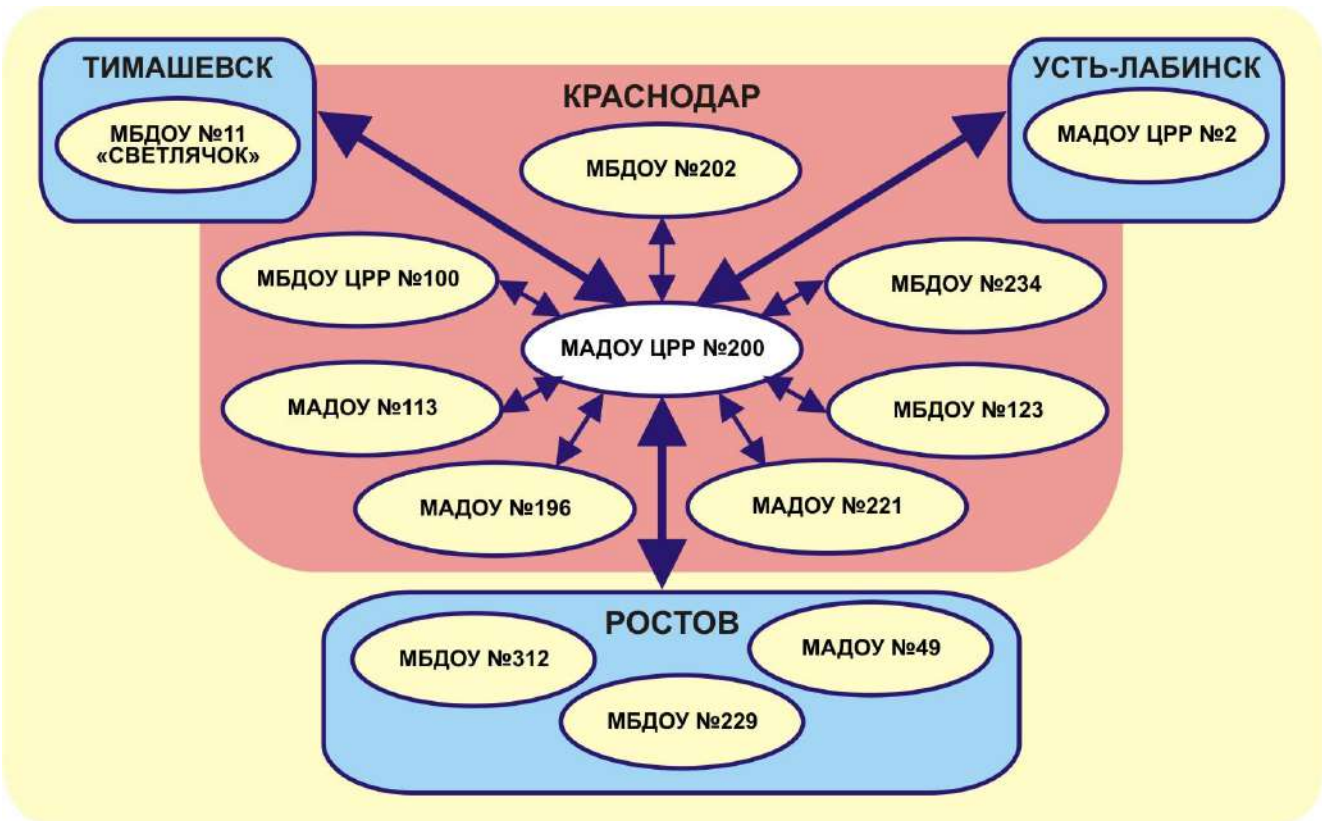 ТИМАШЕВСК
МБДОУ №11
«СВЕТЛЯЧОК»
КРАСНОДАР
УСТЬ-ЛАБИНСК
МАДОУ ЦРР №2
МБДОУ №202
МБДОУ ЦРР №100
МБДОУ №234
МАДОУ ЦРР №200
МАДОУ №113
МБДОУ №123
МАДОУ №196
МАДОУ №221
РОСТОВ
МБДОУ №312
МАДОУ №49
МБДОУ №229